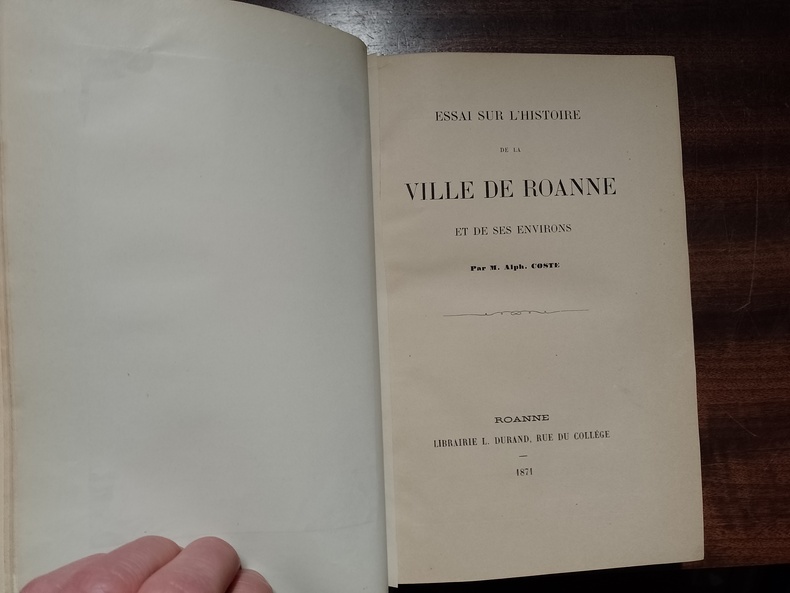 ESSAI SUR L'HISTOIRE
DE LA
VILLE DE ROANNE
ET DE SES ENVIRONS
Par M. Alph. COSTE
ROANNE
LIBRAIRIE L. DURAND, RUE DU COLLÉGE
1871